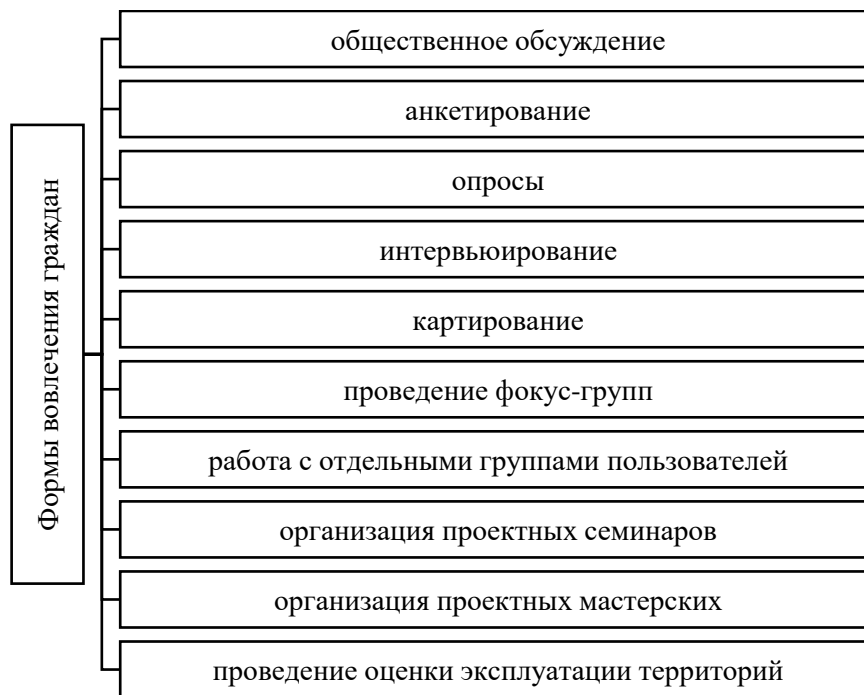 Формы вовлечения граждан
общественное обсуждение
анкетирование
опросы
интервьюирование
картирование
проведение фокус-групп
работа с отдельными группами пользователей
организация проектных семинаров
организация проектных мастерских
проведение оценки эксплуатации территорий